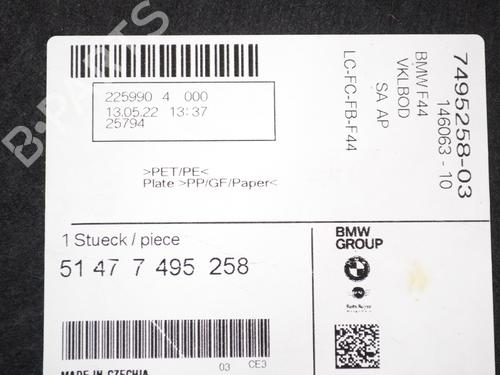 225990 4 000
13.05.22 13:37
25794
>PET/PE<
Plate >PP/GF/Paper<
7495258-03
146063 - 10
BMW F44
VKLBOD
SA AP
LC-FC-FB-F44
1 Stueck / piece
51 47 7 495 258
BMW
GROUP
03 CE3
MADE IN CZECHIA
B-PARTS